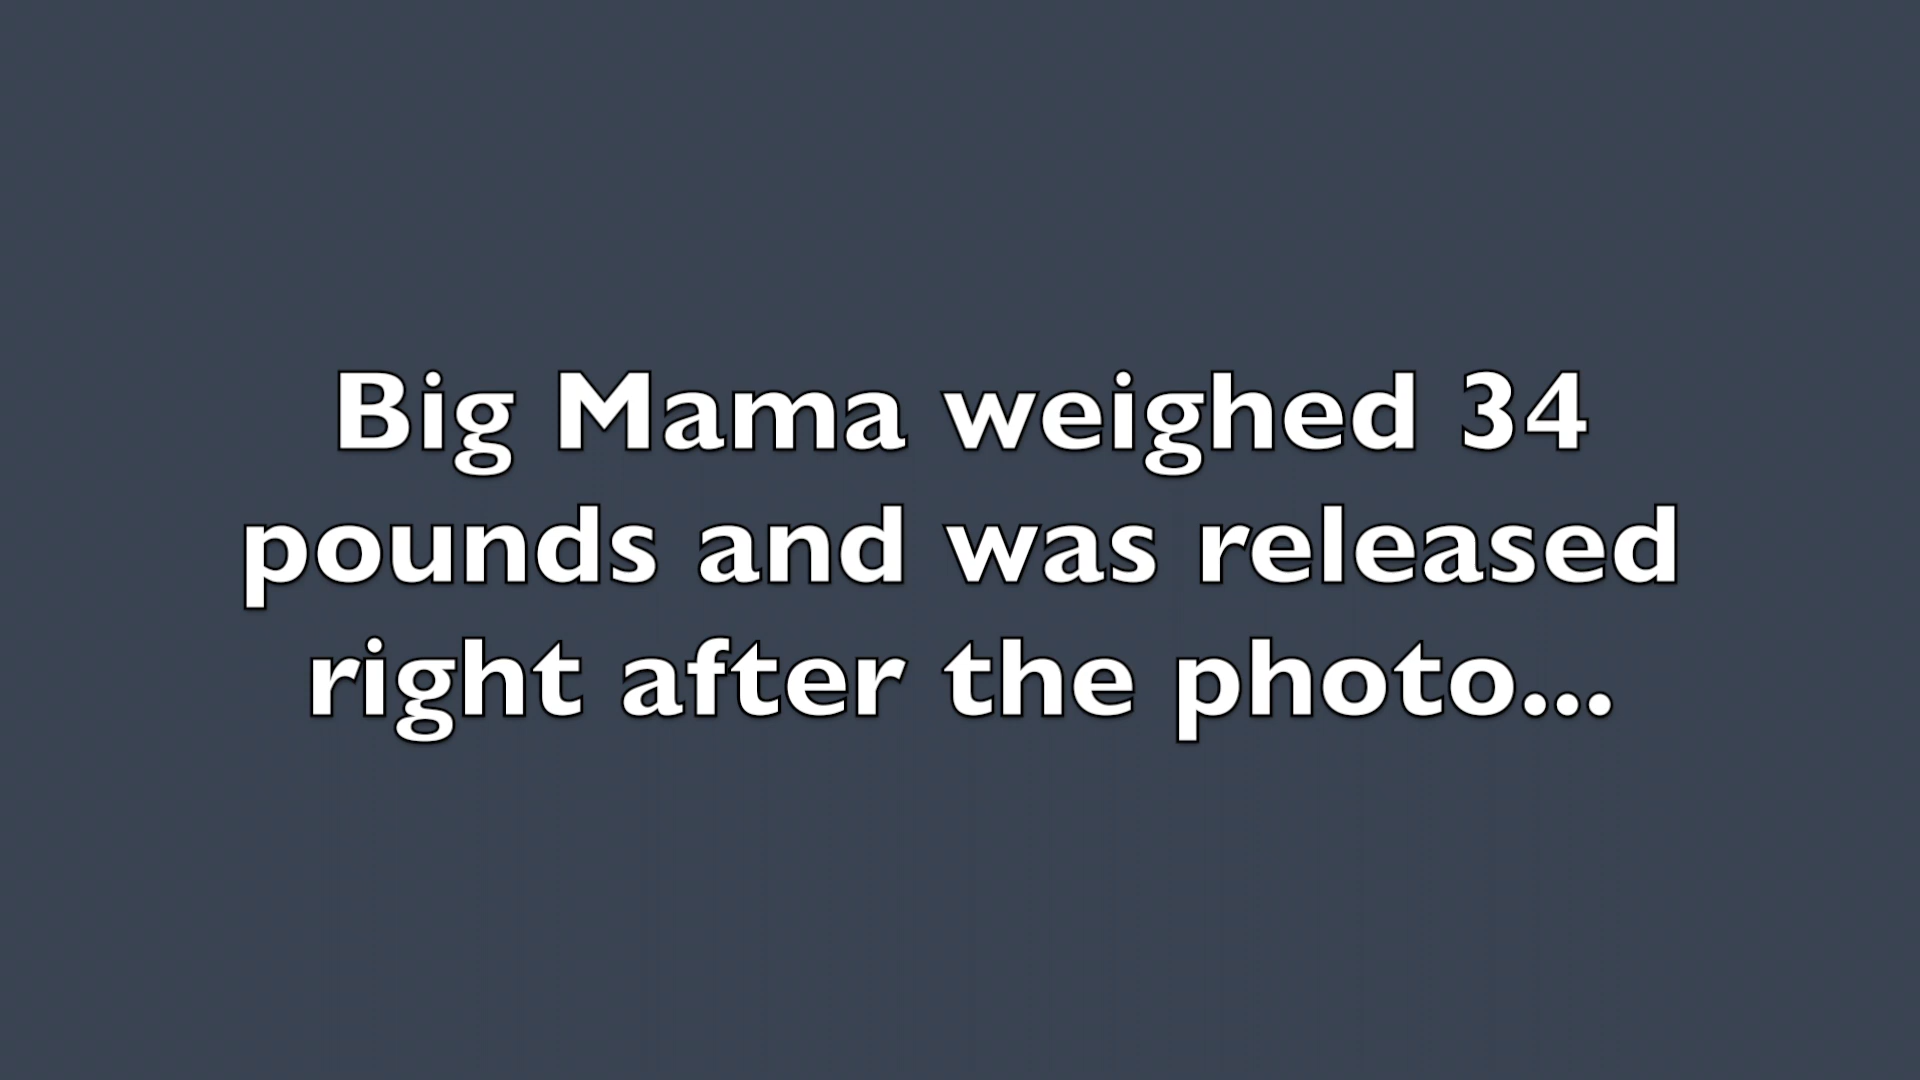 Big Mama weighed 34
pounds and was released
right after the photo...